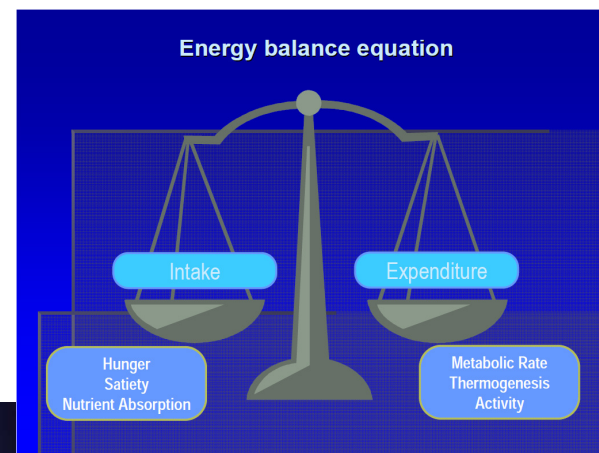 Energy balance equation
Intake
Expenditure
Hunger
Satiety
Nutrient Absorption
Metabolic Rate
Thermogenesis
Activity